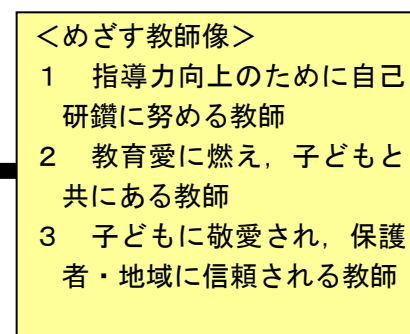 ＜めざす教師像＞
１　指導力向上のために自己
研鑽に努める教師
２　教育愛に燃え，子どもと
共にある教師
３　子どもに敬愛され，保護
者・地域に信頼される教師